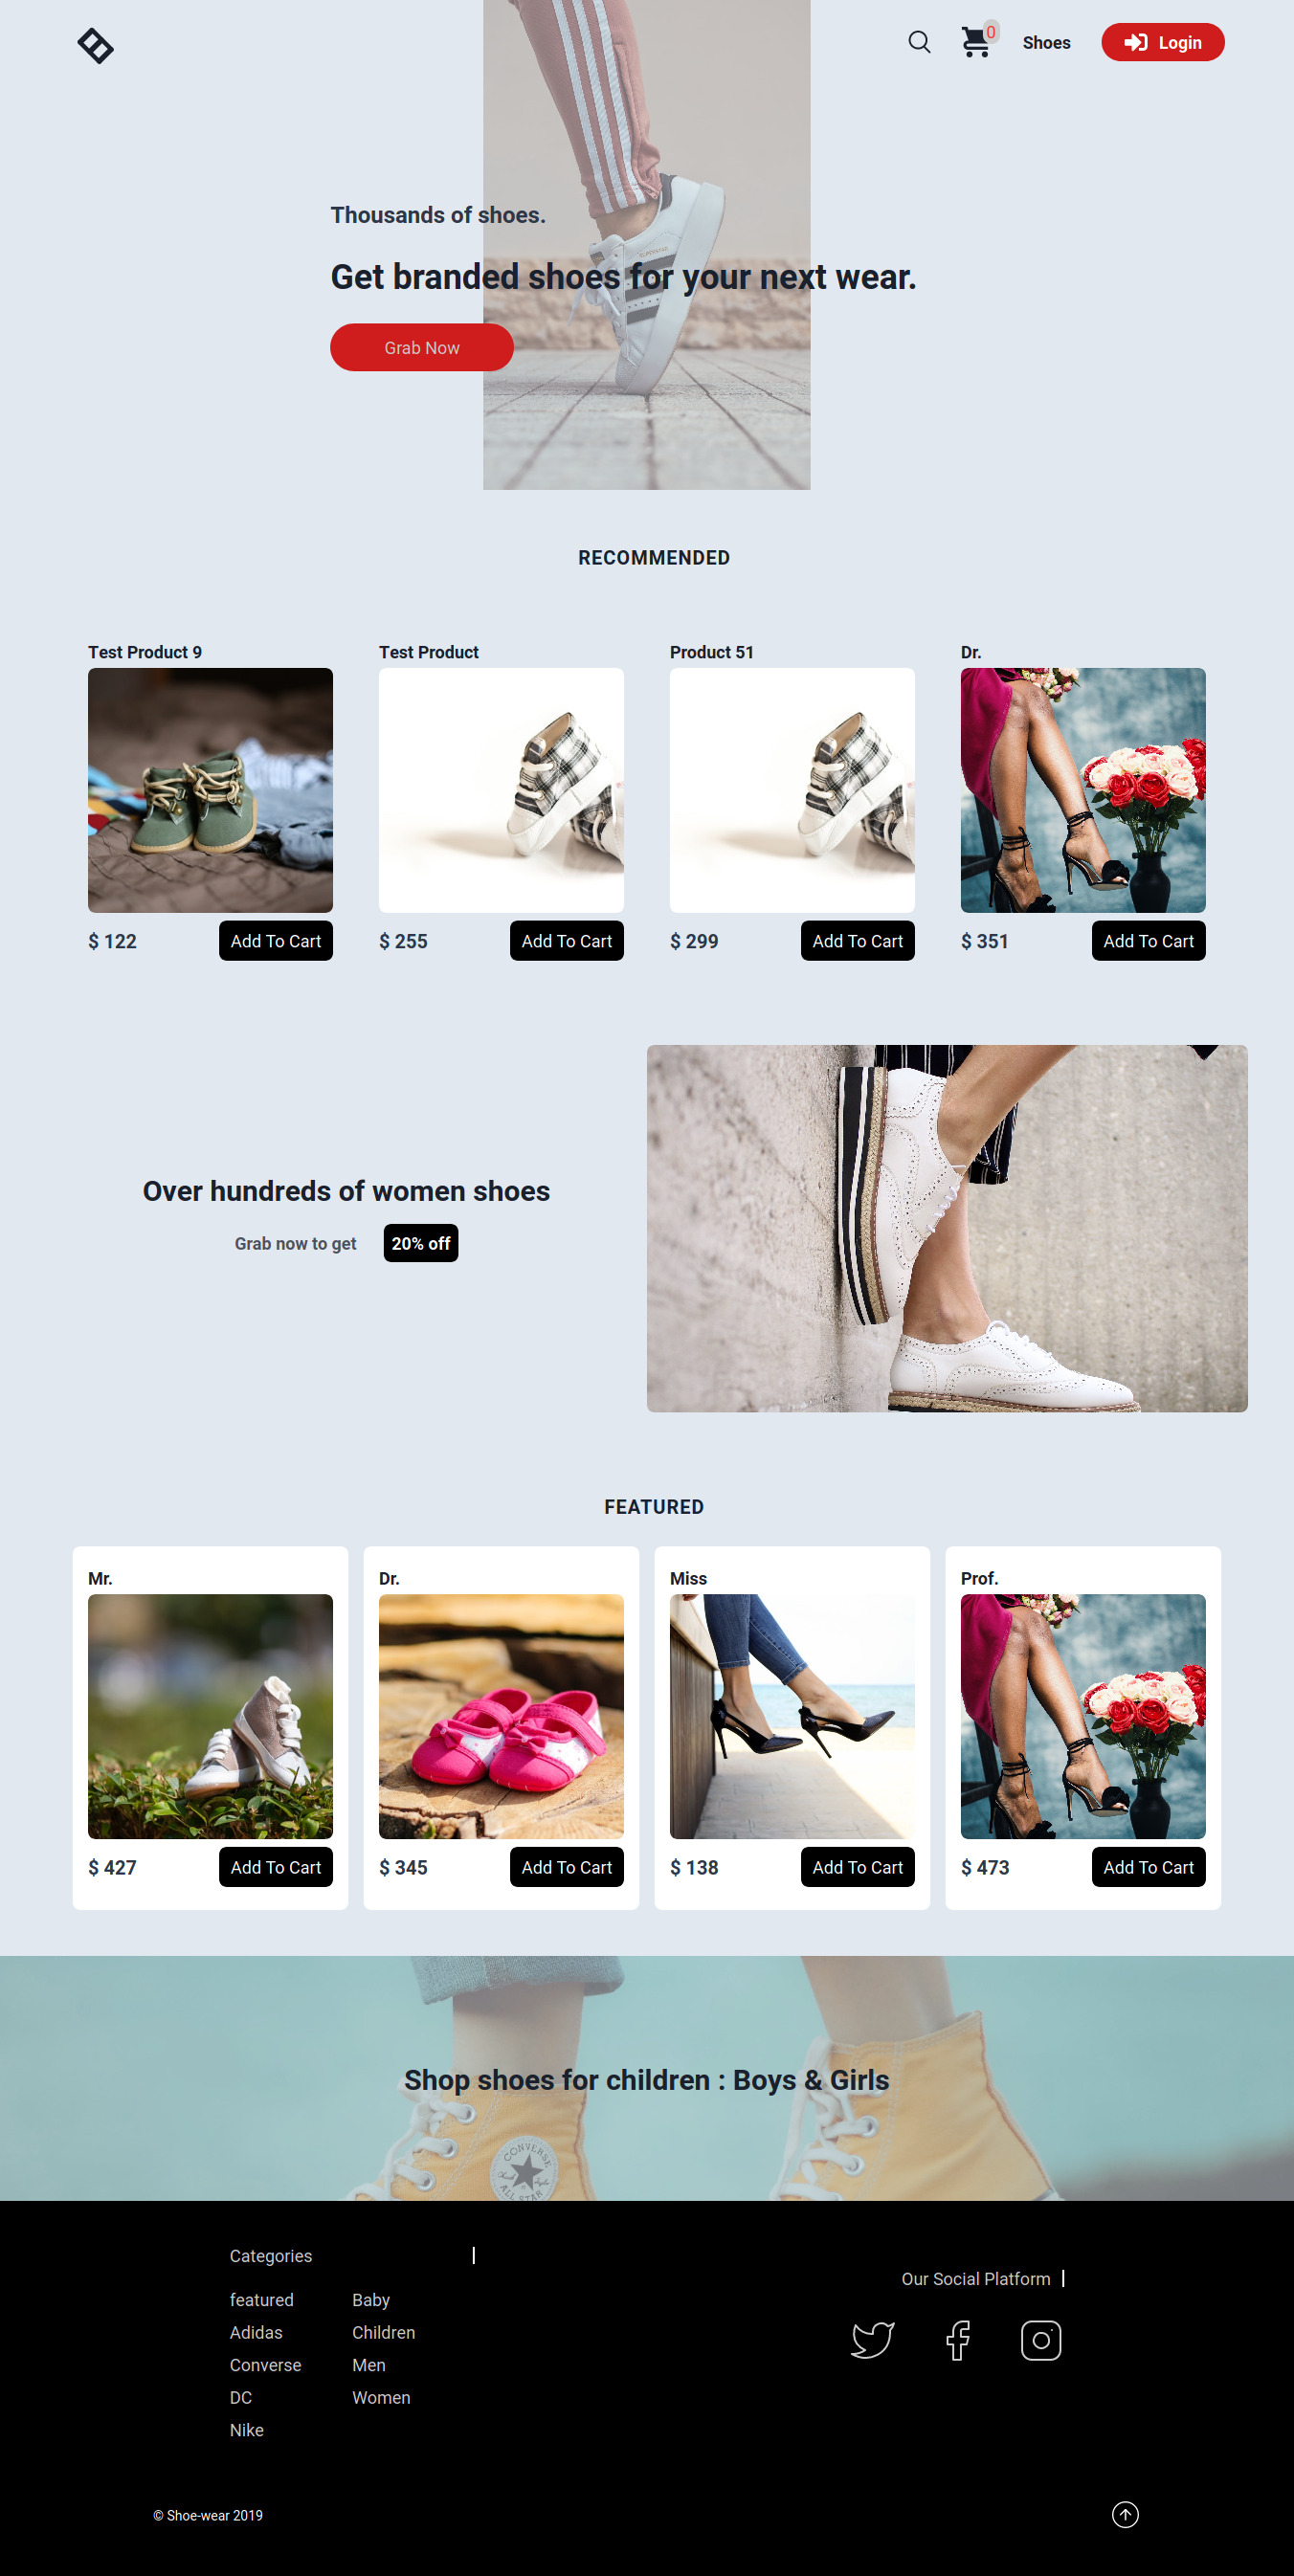 0
Shoes
Login
Thousands of shoes.
Get branded shoes for your next wear.
Grab Now
RECOMMENDED
Test Product 9
Test Product
Product 51
Dr.
$ 122
Add To Cart
$ 255
Add To Cart
$ 299
Add To Cart
$ 351
Add To Cart
Over hundreds of women shoes
Grab now to get
20% off
FEATURED
Mr.
Dr.
Miss
Prof.
$ 427
Add To Cart
$ 345
Add To Cart
$ 138
Add To Cart
$ 473
Add To Cart
Shop shoes for children : Boys & Girls
CONVERSE
ALL STAR
Categories
Our Social Platform
featured
Baby
Adidas
Children
Converse
Men
DC
Women
Nike
© Shoe-wear 2019